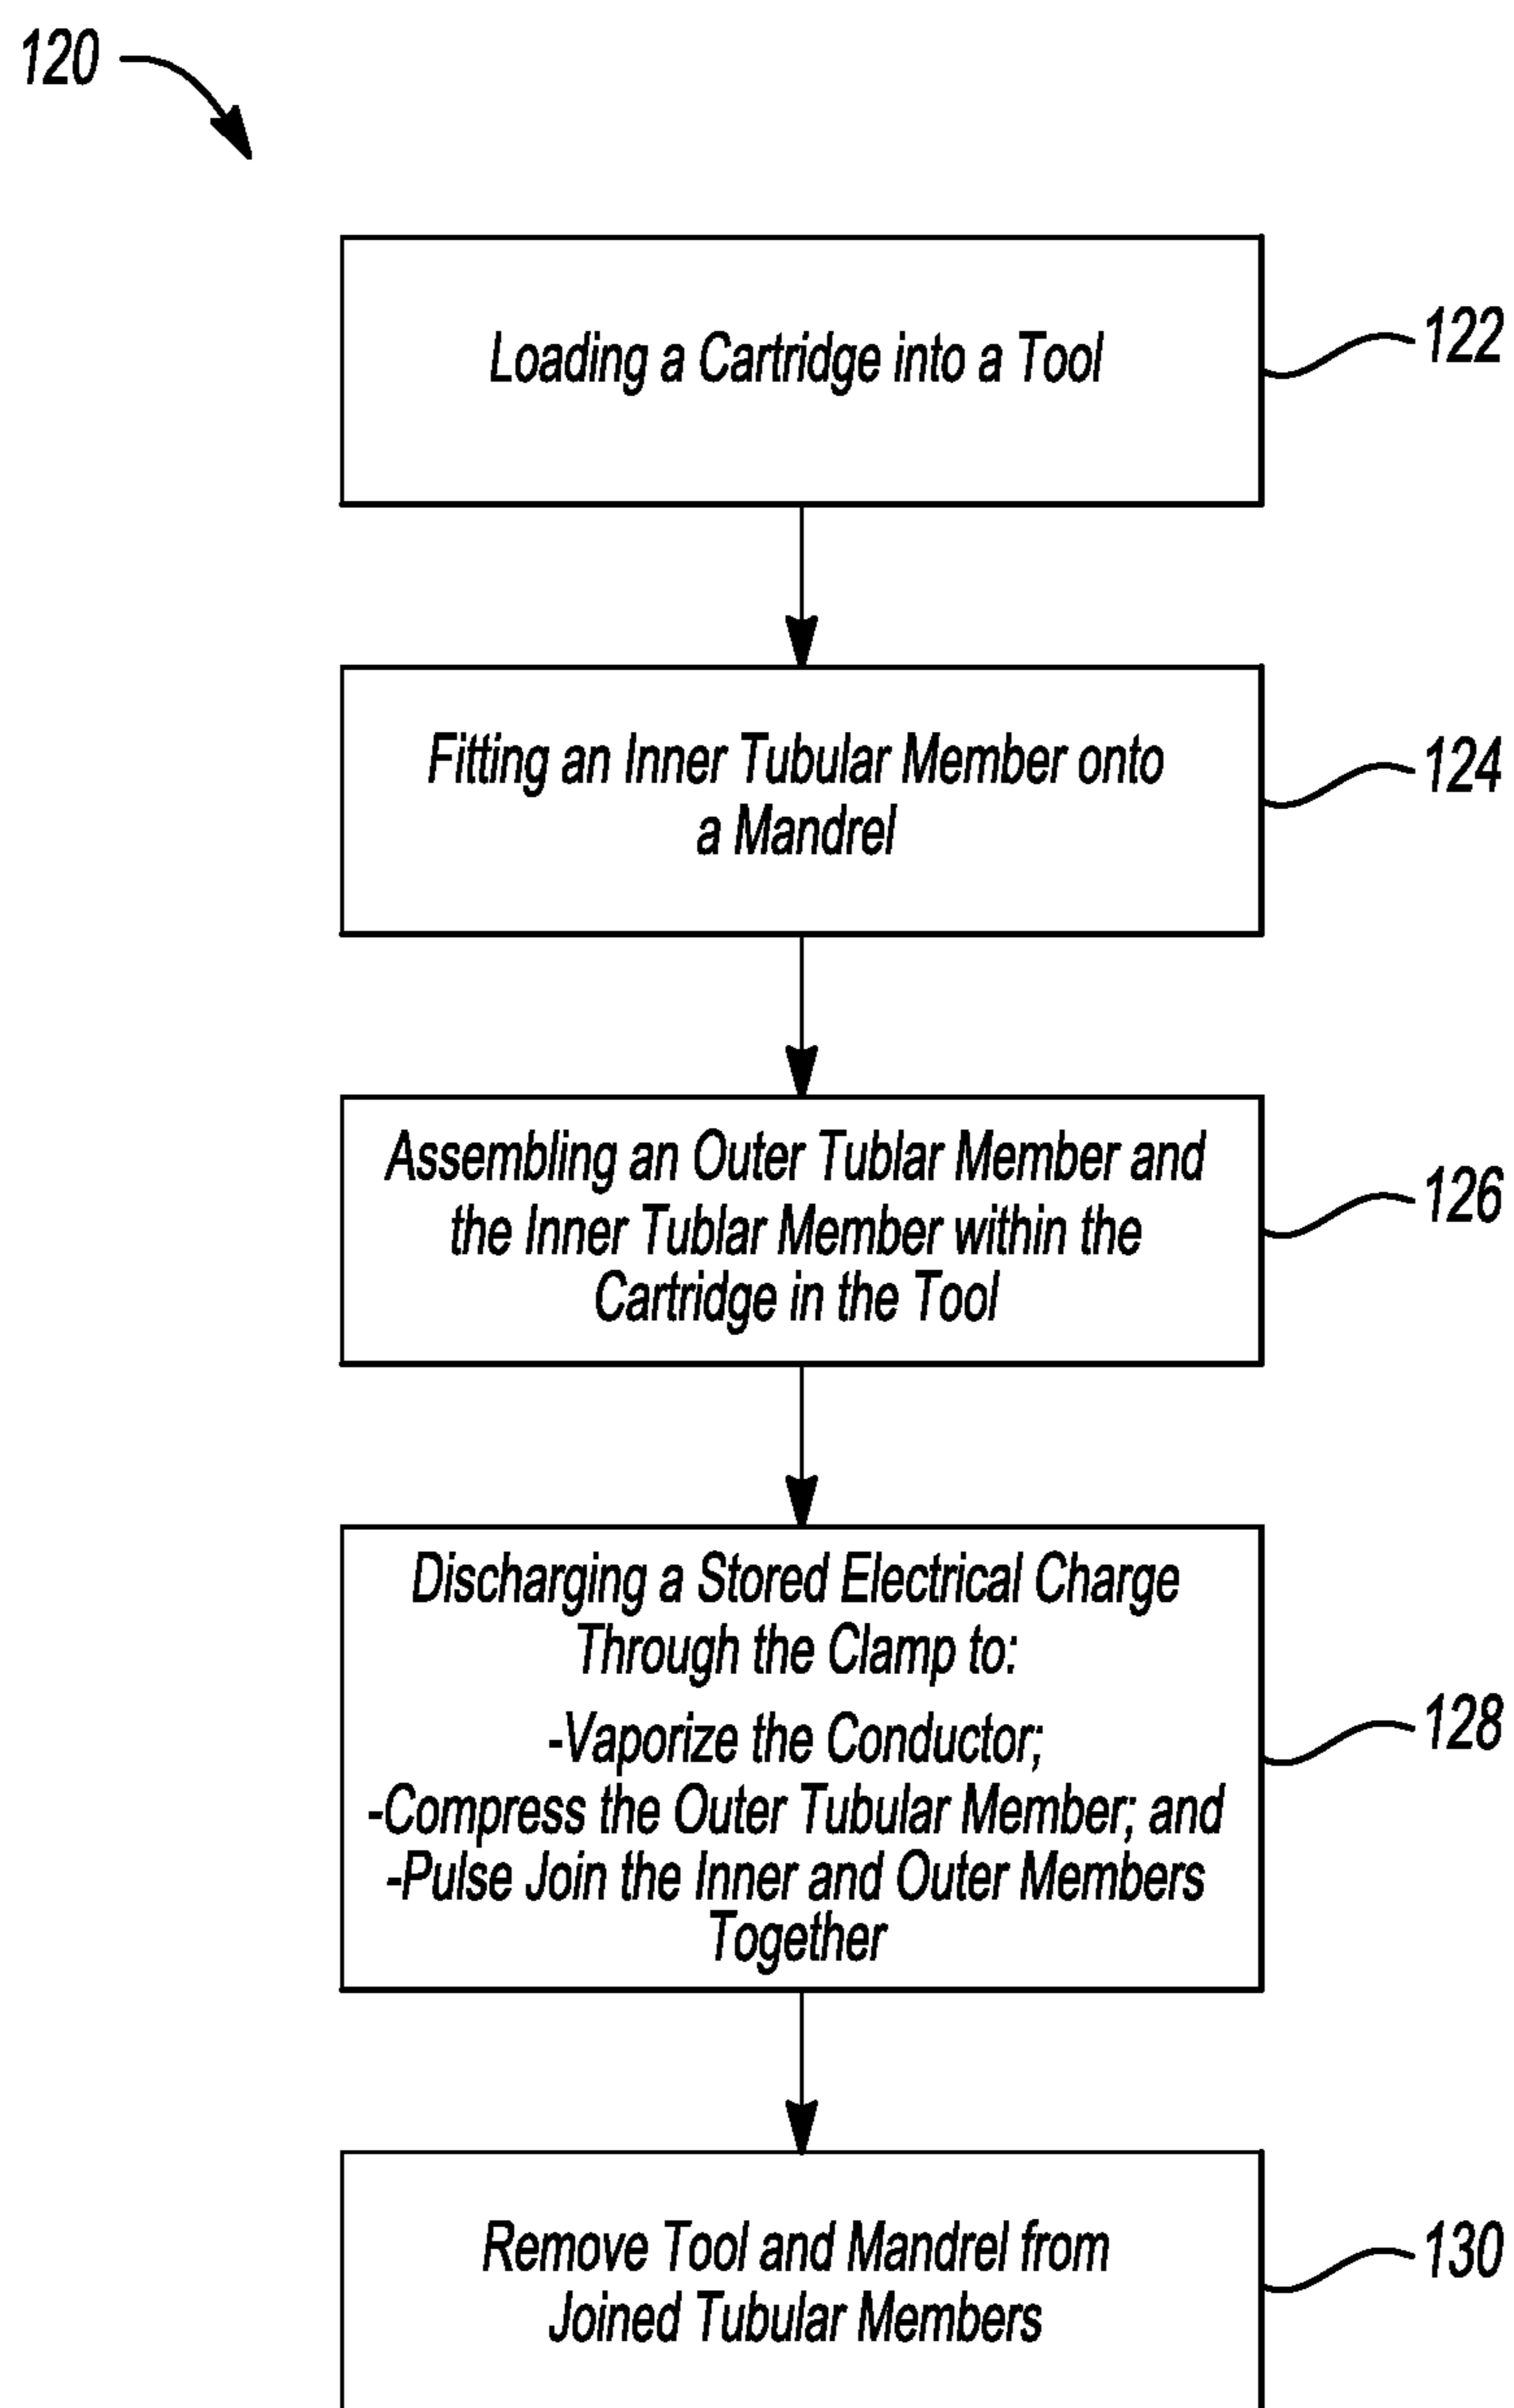 120
Loading a Cartridge into a Tool
122
Fitting an Inner Tubular Member onto
a Mandrel
124
Assembling an Outer Tublar Member and
the Inner Tublar Member within the
Cartridge in the Tool
126
Discharging a Stored Electrical Charge
Through the Clamp to:
-Vaporize the Conductor;
-Compress the Outer Tubular Member; and
-Pulse Join the Inner and Outer Members
Together
128
Remove Tool and Mandrel from
Joined Tubular Members
130